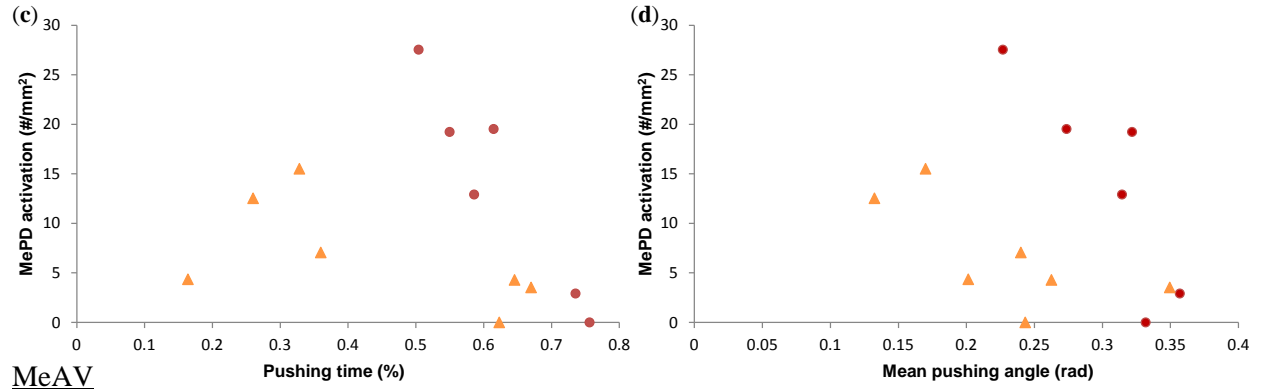 (c)
MePD activation (#/mm²)
30
25
20
15
10
5
0
0 0.1 0.2 0.3 0.4 0.5 0.6 0.7 0.8
Pushing time (%)
(d)
MePD activation (#/mm²)
30
25
20
15
10
5
0
0 0.05 0.1 0.15 0.2 0.25 0.3 0.35 0.4
Mean pushing angle (rad)
MeAV